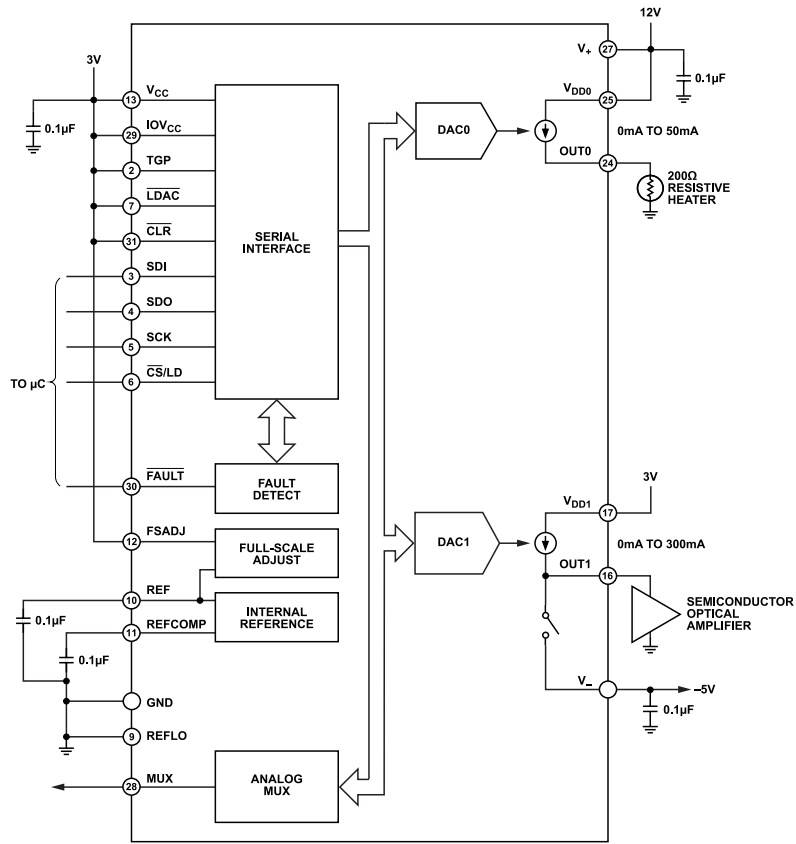 12V
V+
27
0.1µF
3V
VDD0
25
0mA TO 50mA
DAC0
OUT0
24
200Ω
RESISTIVE
HEATER
13
VCC
0.1µF
29
IOVCC
2
TGP
7
LDAC
31
CLR
3
SDI
4
SDO
5
SCK
6
CS/LD
TO µC
SERIAL
INTERFACE
30
FAULT
FAULT
DETECT
12
FSADJ
FULL-SCALE
ADJUST
10
REF
INTERNAL
REFERENCE
11
REFCOMP
0.1µF
0.1µF
GND
9
REFLO
28
MUX
ANALOG
MUX
3V
VDD1
17
DAC1
0mA TO 300mA
OUT1
16
SEMICONDUCTOR
OPTICAL
AMPLIFIER
V–
–5V
0.1µF